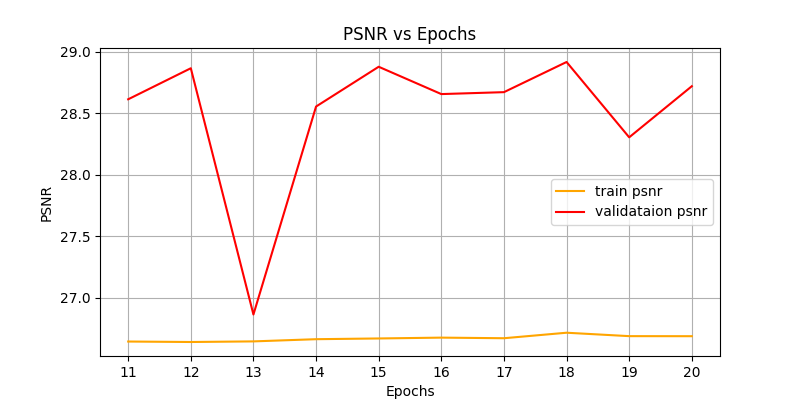 PSNR vs Epochs
29.0
28.5
28.0
27.5
27.0
PSNR
train psnr
validataion psnr
11 12 13 14 15 16 17 18 19 20
Epochs